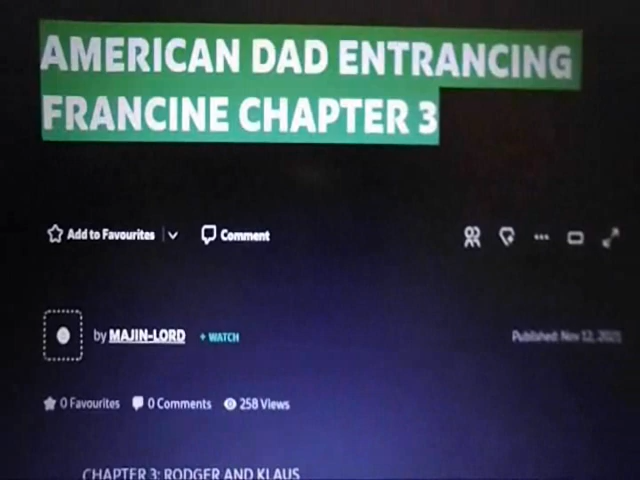 AMERICAN DAD ENTRANCING
FRANCINE CHAPTER 3
Add to Favourites
Comment
by MAJIN-LORD + WATCH
Published: Nov 12, 2021
0 Favourites 0 Comments 258 Views
CHAPTER 3: RODGER AND KLAUS